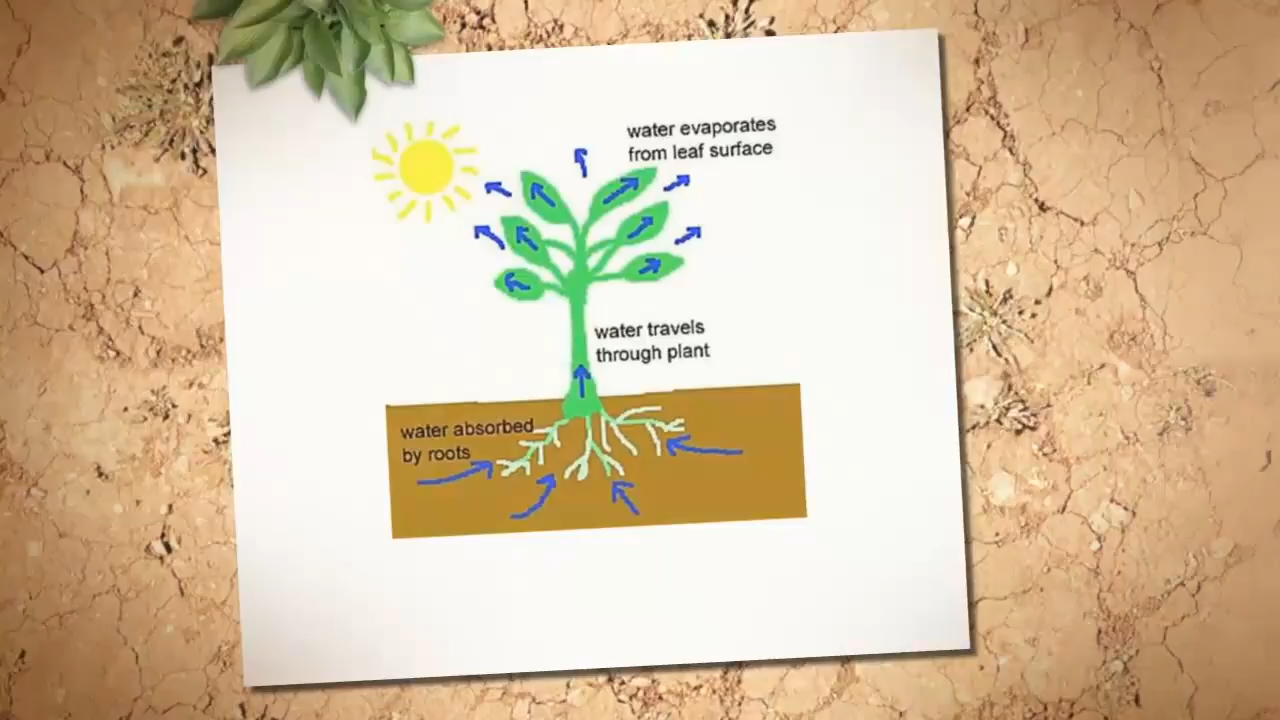 water evaporates
from leaf surface
water travels
through plant
water absorbed
by roots